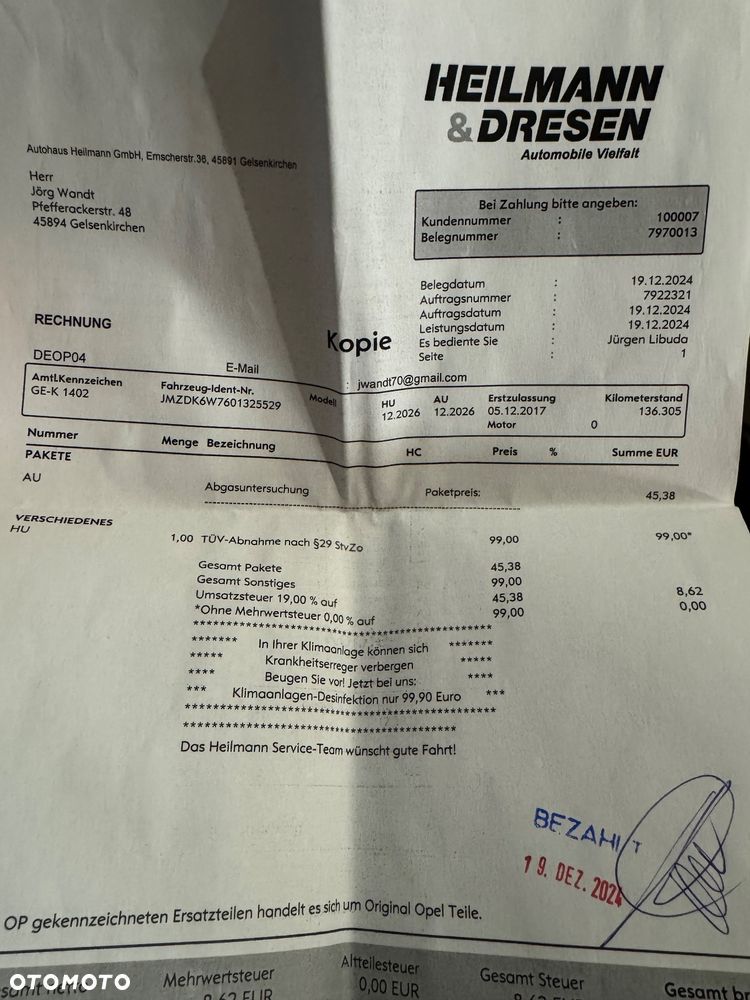 HEILMANN
& DRESEN
Automobile Vielfalt
Autohaus Heilmann GmbH, Emscherstr.36, 45891 Gelsenkirchen
Herr
Jörg Wandt
Pfefferackerstr. 48
45894 Gelsenkirchen
Bei Zahlung bitte angeben:
Kundennummer : 100007
Belegnummer : 7970013
Belegdatum : 19.12.2024
Auftragsnummer : 7922321
Auftragsdatum : 19.12.2024
Leistungsdatum : 19.12.2024
Es bediente Sie : Jürgen Libuda
Seite : 1
RECHNUNG
Kopie
DEOP04
E-Mail : jwandt70@gmail.com
Amtl.Kennzeichen Fahrzeug-Ident-Nr. Modell HU AU Erstzulassung Kilometerstand
GE-K 1402 JMZDK6W7601325529 12.2026 12.2026 05.12.2017 136.305
Motor 0
Nummer Menge Bezeichnung HC Preis % Summe EUR
PAKETE
AU Abgasuntersuchung Paketpreis: 45,38
VERSCHIEDENES
HU 1,00 TÜV-Abnahme nach §29 StvZo 99,00 99,00*
Gesamt Pakete 45,38
Gesamt Sonstiges 99,00
Umsatzsteuer 19,00 % auf 45,38 8,62
*Ohne Mehrwertsteuer 0,00 % auf 99,00 0,00
******* In Ihrer Klimaanlage können sich *******
***** Krankheitserreger verbergen *****
**** Beugen Sie vor! Jetzt bei uns: ****
*** Klimaanlagen-Desinfektion nur 99,90 Euro ***
Das Heilmann Service-Team wünscht gute Fahrt!
BEZAHLT
19. DEZ. 2024
OP gekennzeichneten Ersatzteilen handelt es sich um Original Opel Teile.
Mehrwertsteuer Altteilesteuer Gesamt Steuer
8,62 EUR 0,00 EUR
OTOMOTO